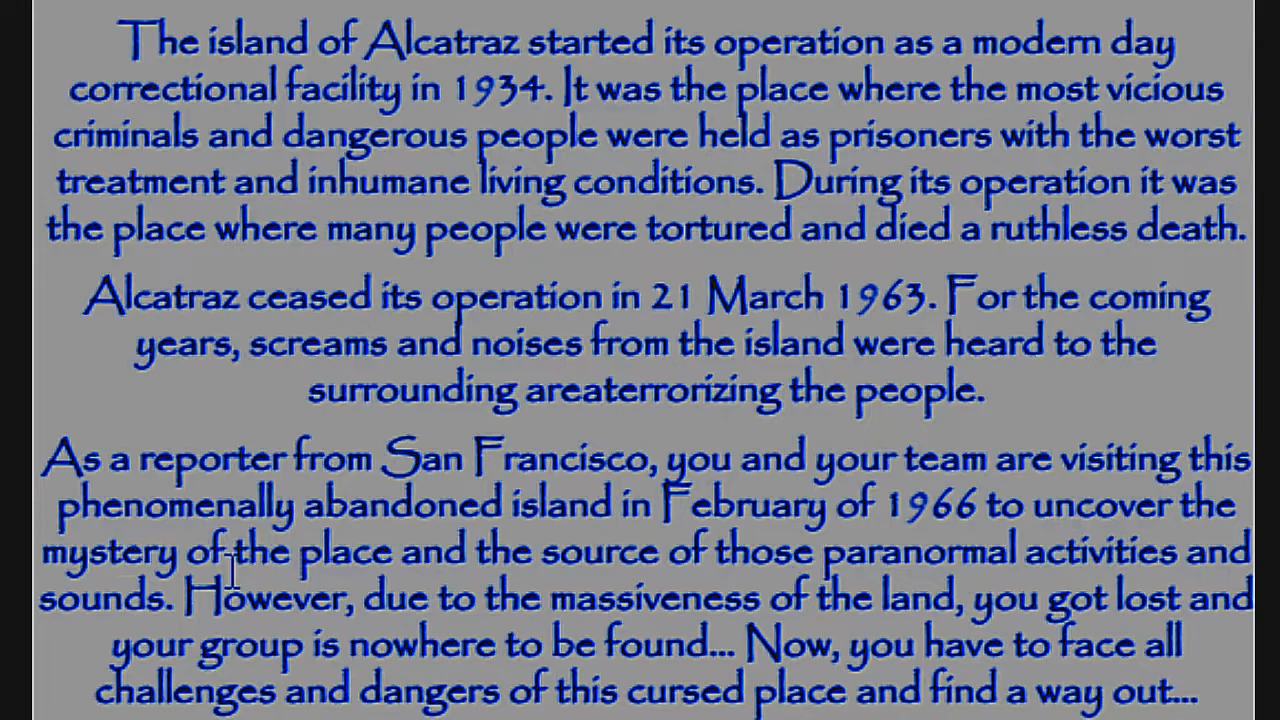 The island of Alcatraz started its operation as a modern day
correctional facility in 1934. It was the place where the most vicious
criminals and dangerous people were held as prisoners with the worst
treatment and inhumane living conditions. During its operation it was
the place where many people were tortured and died a ruthless death.
Alcatraz ceased its operation in 21 March 1963. For the coming
years, screams and noises from the island were heard to the
surrounding areaterrorizing the people.
As a reporter from San Francisco, you and your team are visiting this
phenomenally abandoned island in February of 1966 to uncover the
mystery of the place and the source of those paranormal activities and
sounds. However, due to the massiveness of the land, you got lost and
your group is nowhere to be found... Now, you have to face all
challenges and dangers of this cursed place and find a way out...